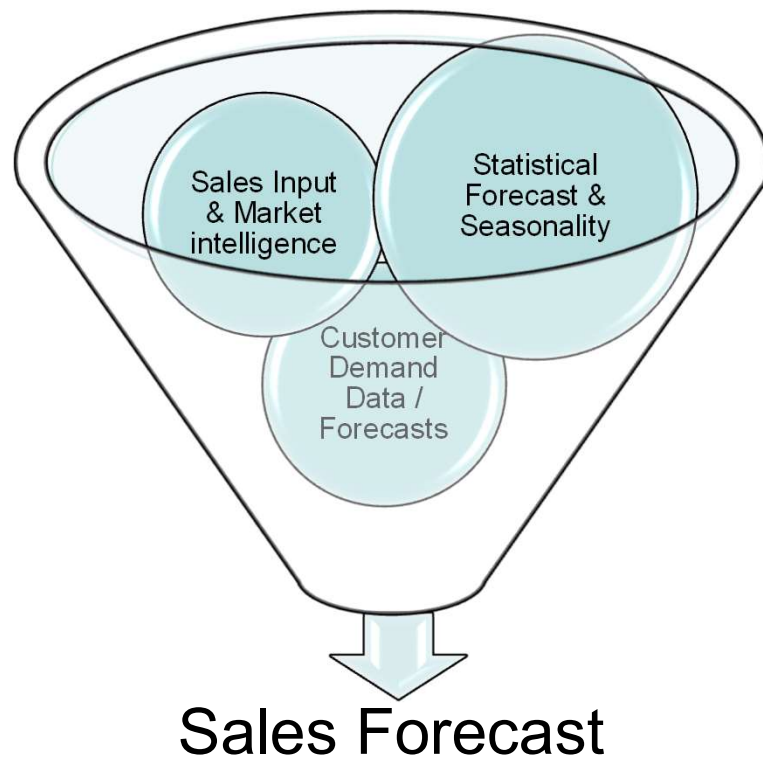 Sales Input
& Market
intelligence
Statistical
Forecast &
Seasonality
Customer
Demand
Data /
Forecasts
Sales Forecast